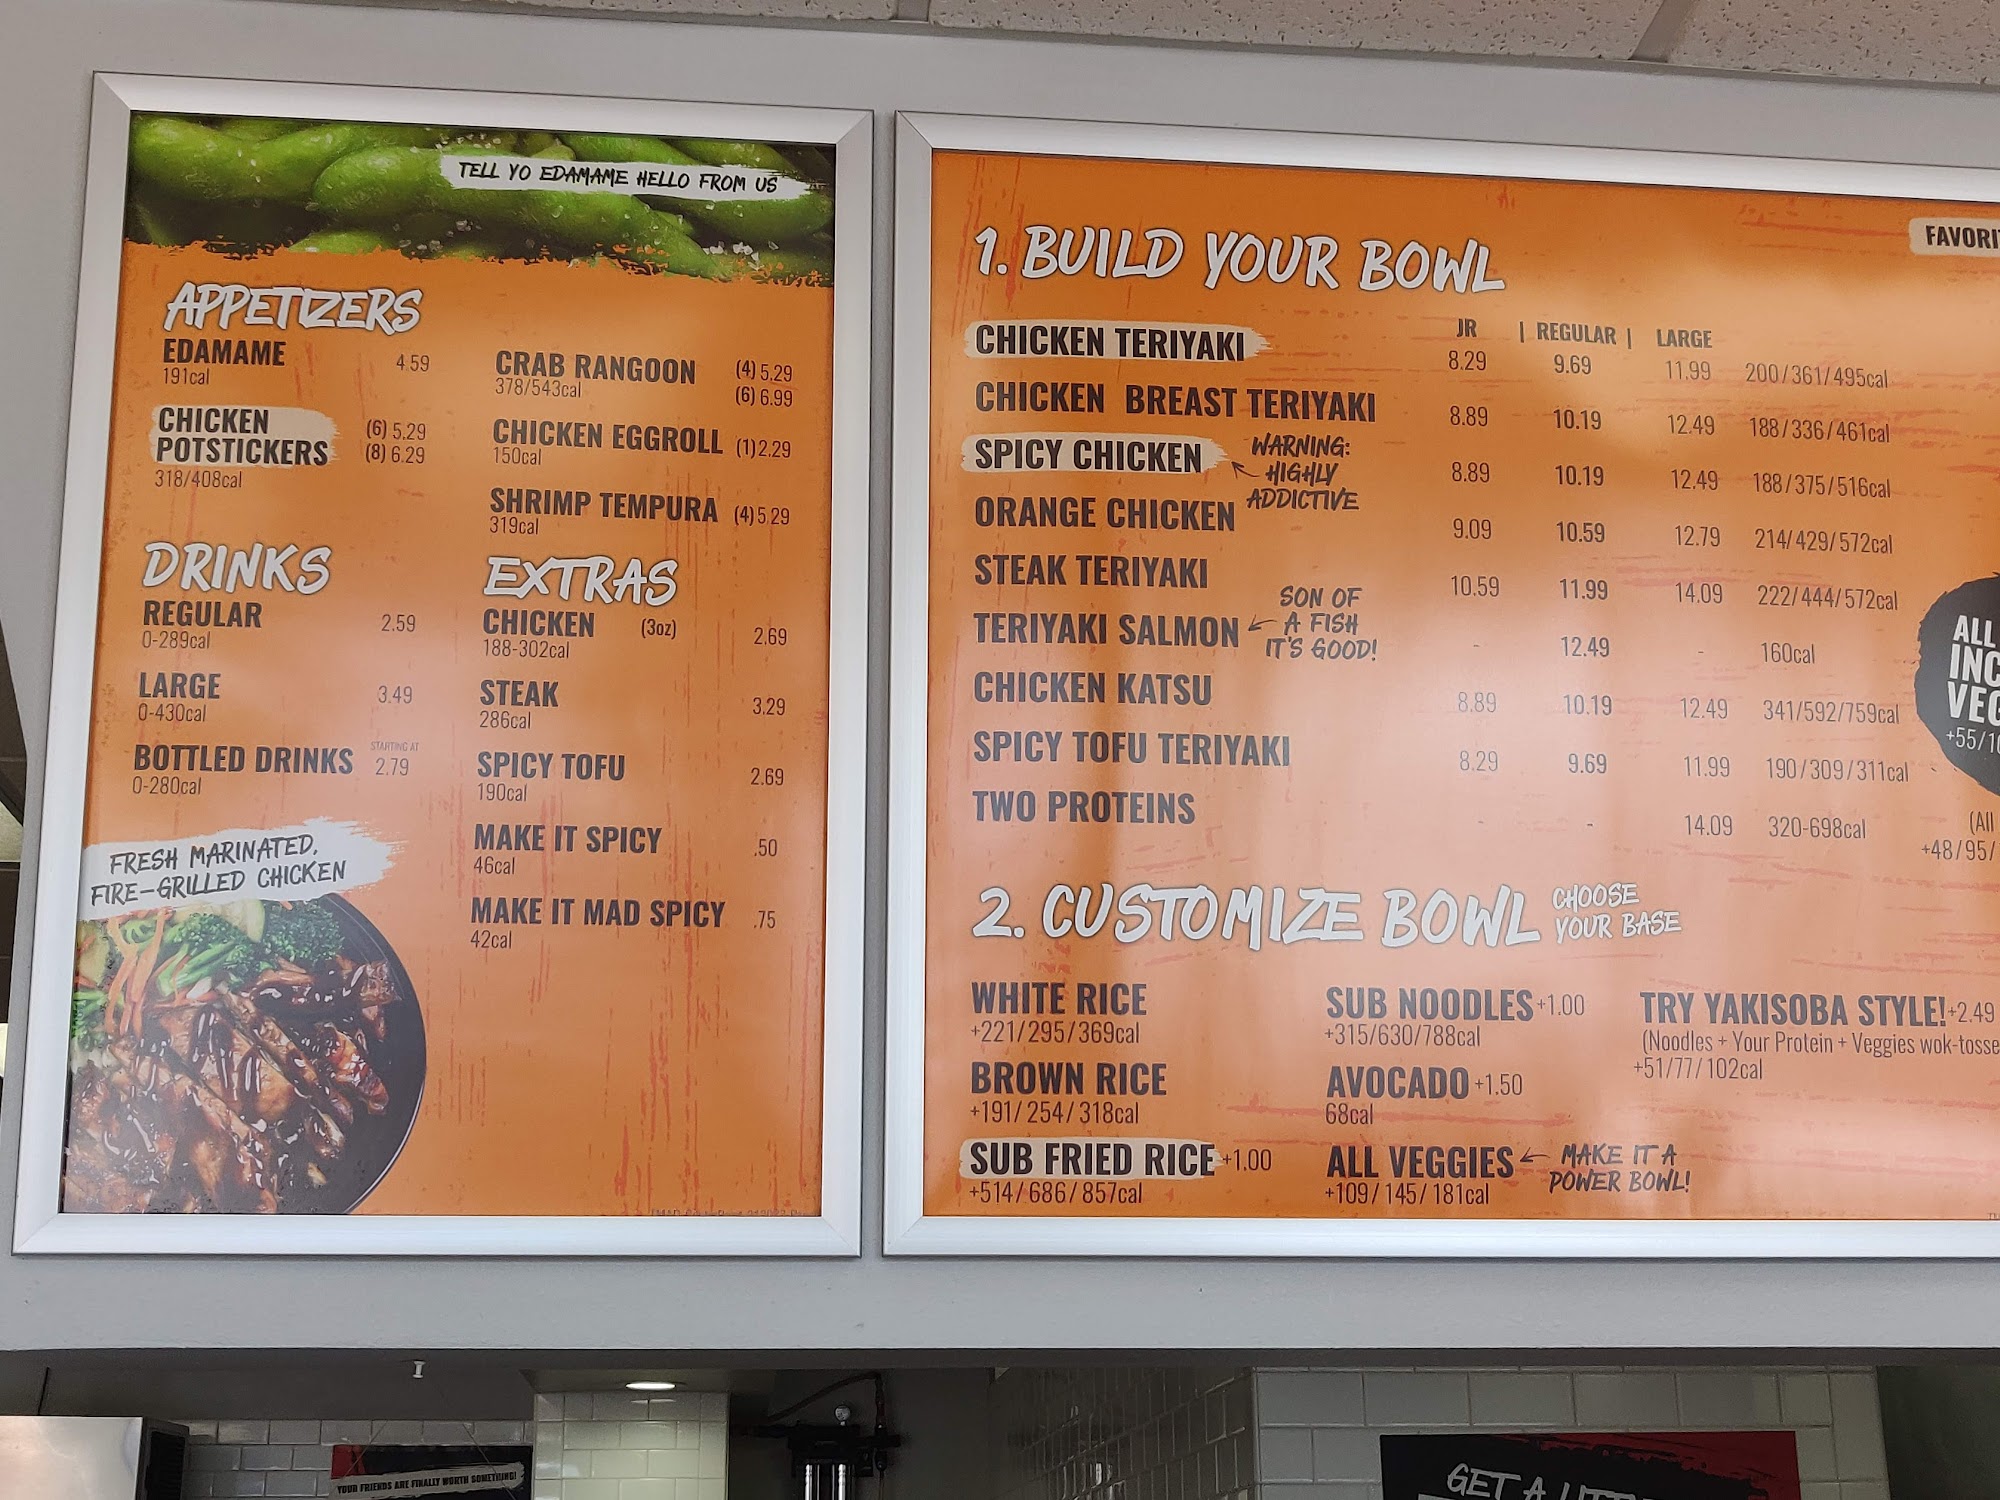 TELL YO EDAMAME HELLO FROM US
APPETIZERS
EDAMAME 4.59
191cal
CHICKEN
POTSTICKERS
(6) 5.29
(8) 6.29
318/408cal
CRAB RANGOON (4) 5.29
378/543cal (6) 6.99
CHICKEN EGGROLL (1) 2.29
150cal
SHRIMP TEMPURA (4) 5.29
319cal
DRINKS
REGULAR 2.59
0-289cal
LARGE 3.49
0-430cal
BOTTLED DRINKS STARTING AT 2.79
0-280cal
EXTRAS
CHICKEN (3oz) 2.69
188-302cal
STEAK 3.29
286cal
SPICY TOFU 2.69
190cal
MAKE IT SPICY .50
46cal
MAKE IT MAD SPICY .75
42cal
FRESH MARINATED,
FIRE-GRILLED CHICKEN
1. BUILD YOUR BOWL
FAVORI
JR | REGULAR | LARGE
CHICKEN TERIYAKI 8.29 9.69 11.99 200/361/495cal
CHICKEN BREAST TERIYAKI 8.89 10.19 12.49 188/336/461cal
SPICY CHICKEN 8.89 10.19 12.49 188/375/516cal
WARNING:
HIGHLY
ADDICTIVE
ORANGE CHICKEN 9.09 10.59 12.79 214/429/572cal
STEAK TERIYAKI 10.59 11.99 14.09 222/444/572cal
TERIYAKI SALMON - 12.49 - 160cal
SON OF
A FISH
IT'S GOOD!
CHICKEN KATSU 8.89 10.19 12.49 341/592/759cal
SPICY TOFU TERIYAKI 8.29 9.69 11.99 190/309/311cal
TWO PROTEINS - - 14.09 320-698cal
ALL
INC
VEG
+55/1
(All
+48/95/
2. CUSTOMIZE BOWL CHOOSE
YOUR BASE
WHITE RICE
+221/295/369cal
BROWN RICE
+191/254/318cal
SUB FRIED RICE +1.00
+514/686/857cal
SUB NOODLES +1.00
+315/630/788cal
AVOCADO +1.50
68cal
ALL VEGGIES
+109/145/181cal
MAKE IT A
POWER BOWL!
TRY YAKISOBA STYLE! +2.49
(Noodles + Your Protein + Veggies wok-tosse
+51/77/102cal
YOUR FRIENDS ARE FINALLY WORTH SOMETHING!
GET A